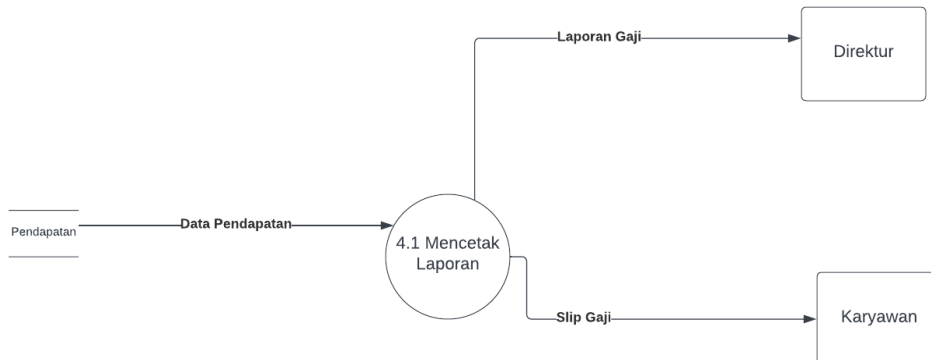 Laporan Gaji
Direktur
Data Pendapatan
Pendapatan
4.1 Mencetak
Laporan
Slip Gaji
Karyawan